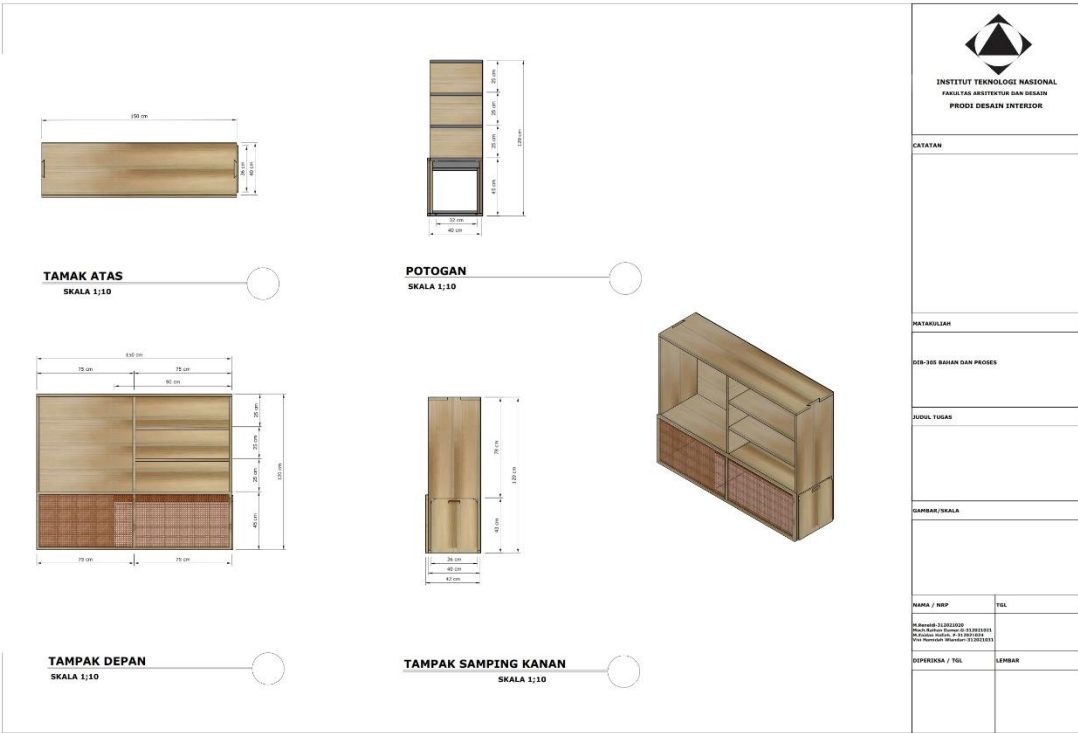 150 cm
36 cm
40 cm
TAMAK ATAS
SKALA 1;10
25 cm
25 cm
25 cm
45 cm
120 cm
32 cm
40 cm
POTOGAN
SKALA 1;10
75 cm
75 cm
90 cm
25 cm
25 cm
25 cm
45 cm
120 cm
75 cm
75 cm
TAMPAK DEPAN
SKALA 1;10
78 cm
42 cm
120 cm
36 cm
40 cm
42 cm
TAMPAK SAMPING KANAN
SKALA 1;10
INSTITUT TEKNOLOGI NASIONAL
FAKULTAS ARSITEKTUR DAN DESAIN
PRODI DESAIN INTERIOR
CATATAN
MATAKULIAH
DIB-305 BAHAN DAN PROSES
JUDUL TUGAS
GAMBAR/SKALA
NAMA / NRP
TGL
DIPERIKSA / TGL
LEMBAR